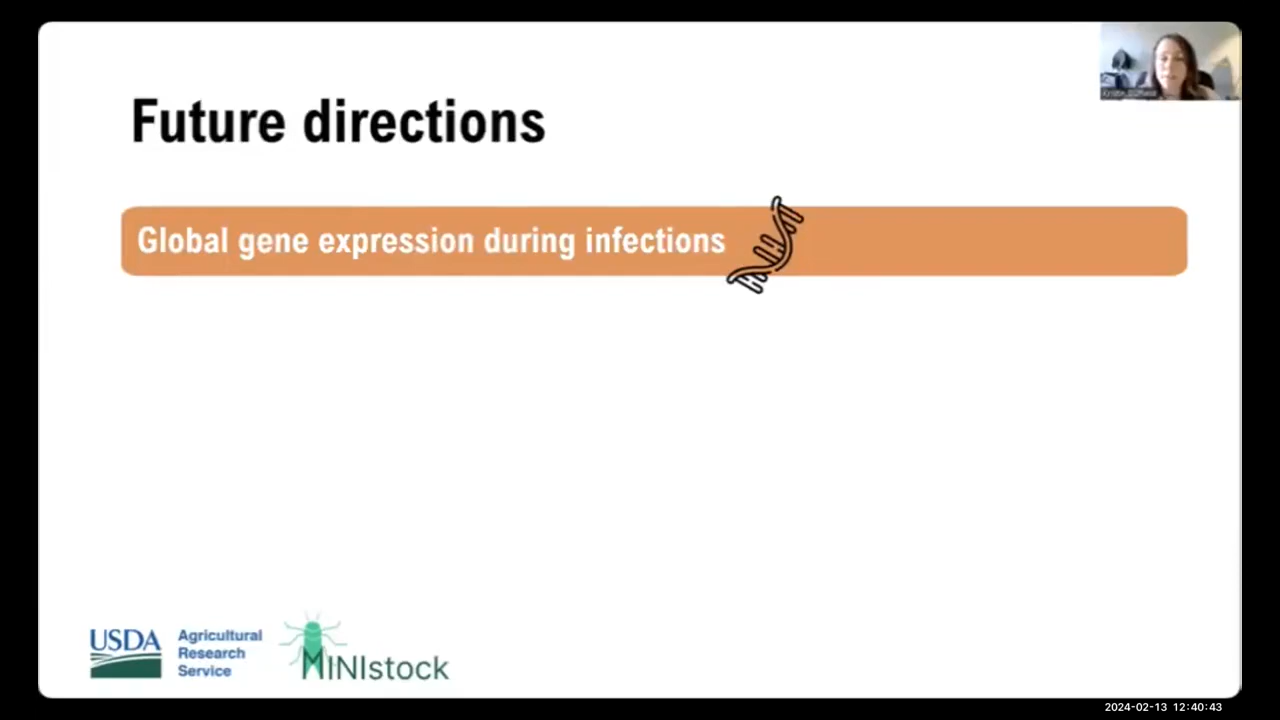 Future directions
Global gene expression during infections
USDA
Agricultural
Research
Service
MINIstock
2024-02-13 12:40:43